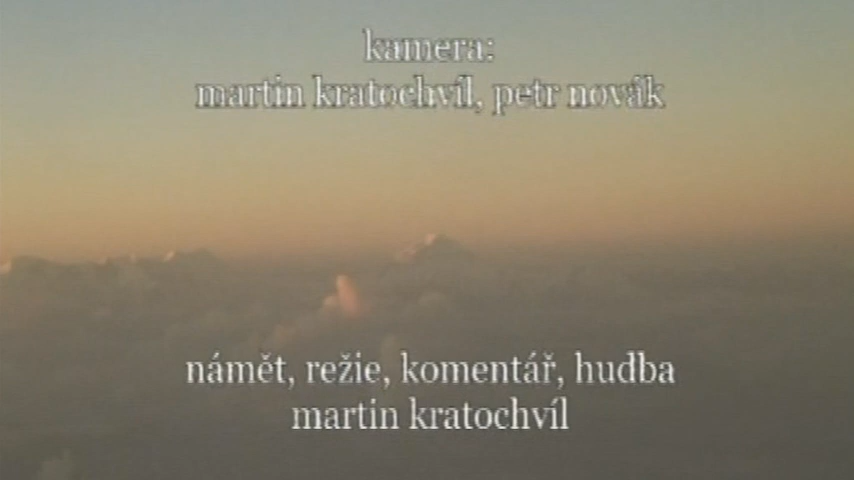 kamera:
martin kratochvíl, petr novák
námět, režie, komentář, hudba
martin kratochvíl